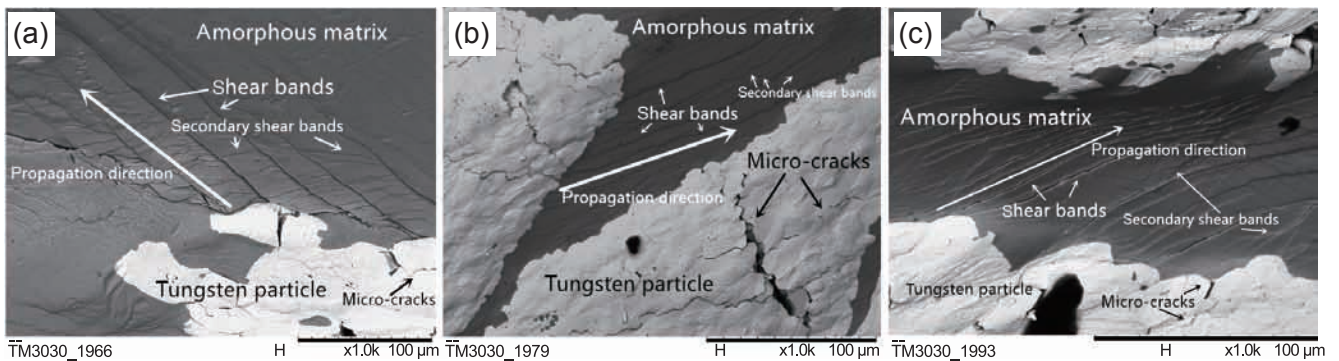 (a)
Amorphous matrix
Shear bands
Secondary shear bands
Propagation direction
Tungsten particle
Micro-cracks
TM3030_1966 H x1.0k 100 µm
(b)
Amorphous matrix
Secondary shear bands
Shear bands
Micro-cracks
Propagation direction
Tungsten particle
TM3030_1979 H x1.0k 100 µm
(c)
Amorphous matrix
Propagation direction
Shear bands
Secondary shear bands
Tungsten particle
Micro-cracks
TM3030_1993 H x1.0k 100 µm